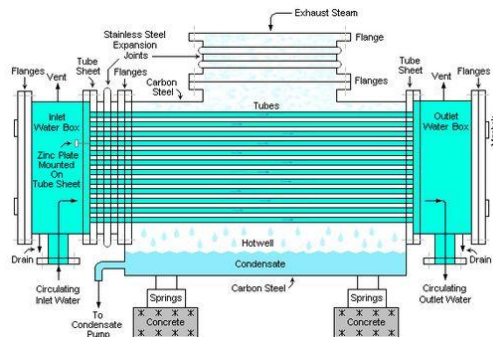 Exhaust Steam
Stainless Steel
Expansion
Joints
Flange
Tube
Sheet
Flanges
Vent
Flanges
Carbon
Steel
Flanges
Tube
Sheet
Vent
Flanges
Inlet
Water Box
Tubes
Outlet
Water Box
Zinc Plate
Mounted
On
Tube Sheet
Hotwell
Drain
Condensate
Drain
Circulating
Inlet Water
Carbon Steel
Circulating
Outlet Water
To
Condensate
Pump
Springs
Springs
Concrete
Concrete